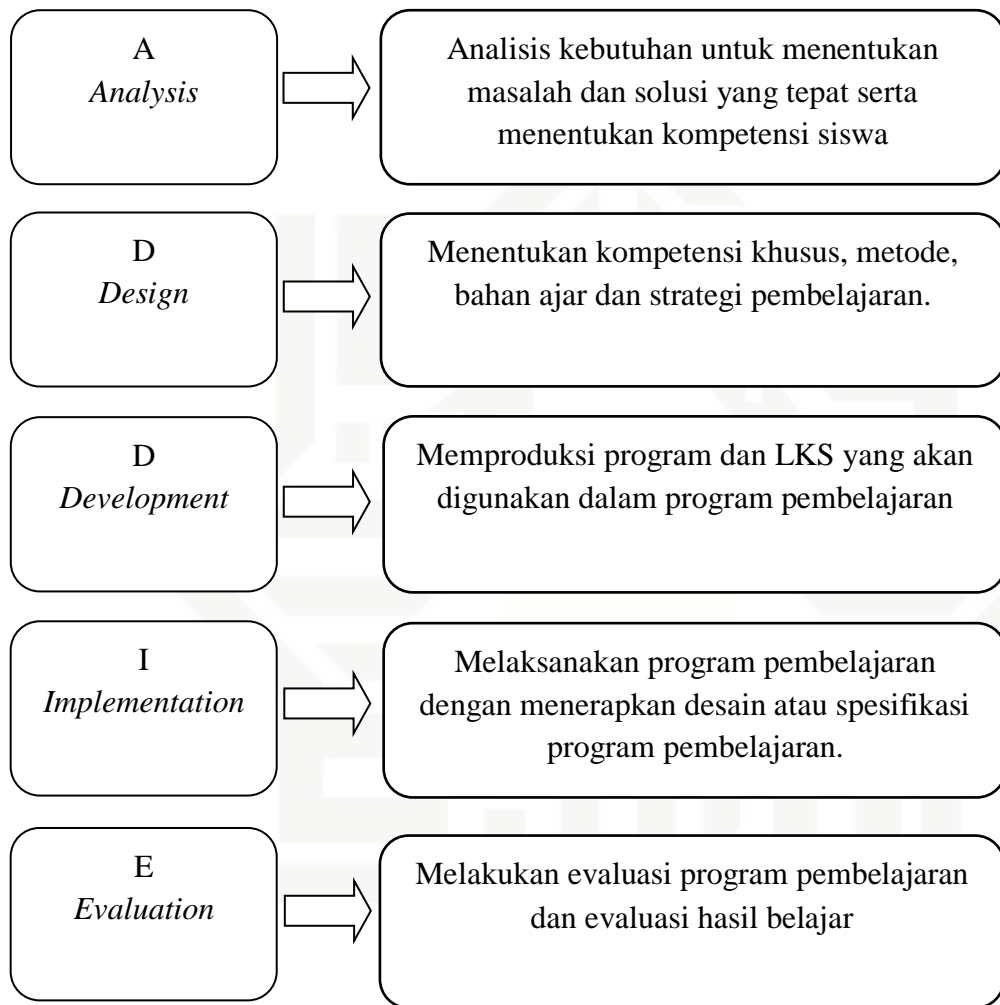 A
Analysis
Analisis kebutuhan untuk menentukan
masalah dan solusi yang tepat serta
menentukan kompetensi siswa
D
Design
Menentukan kompetensi khusus, metode,
bahan ajar dan strategi pembelajaran.
D
Development
Memproduksi program dan LKS yang akan
digunakan dalam program pembelajaran
I
Implementation
Melaksanakan program pembelajaran
dengan menerapkan desain atau spesifikasi
program pembelajaran.
E
Evaluation
Melakukan evaluasi program pembelajaran
dan evaluasi hasil belajar